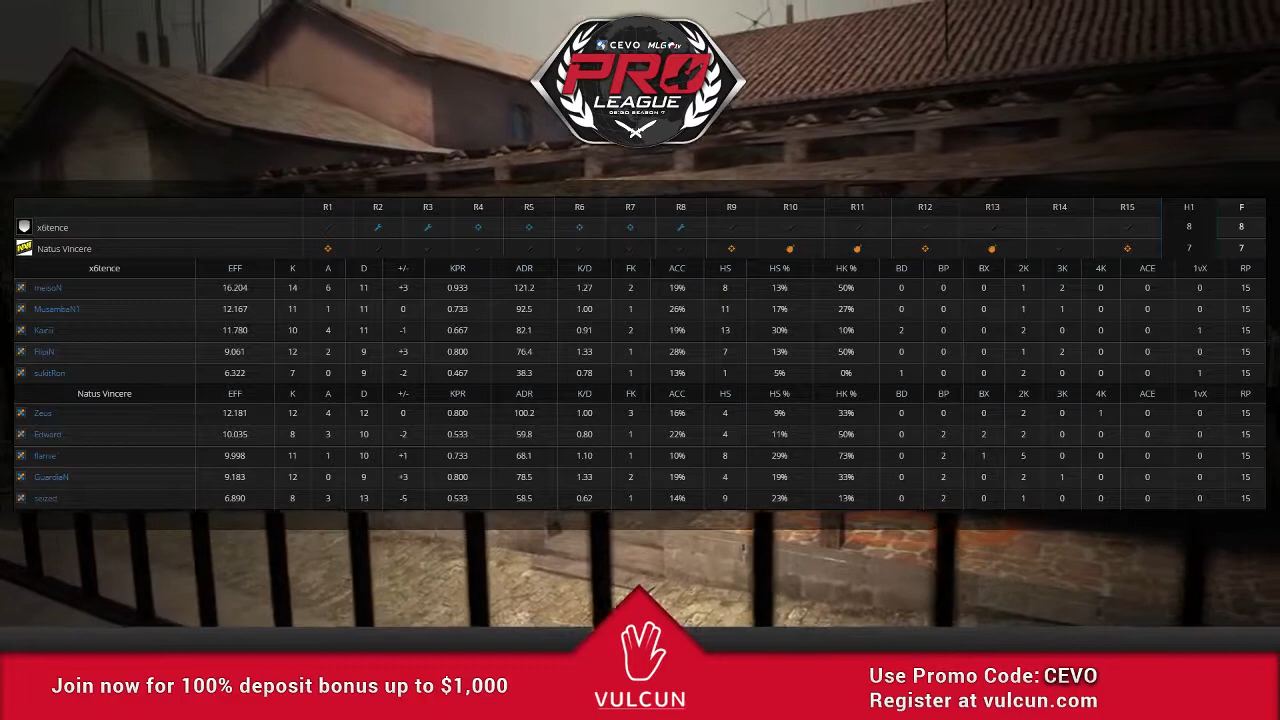 CEVO MLG.tv
PRO
LEAGUE
CS:GO SEASON 7
R1 R2 R3 R4 R5 R6 R7 R8 R9 R10 R11 R12 R13 R14 R15 H1 F
x6tence 8 8
Natus Vincere 7 7
x6tence EFF K A D +/- KPR ADR K/D FK ACC HS HS % HK % BD BP BX 2K 3K 4K ACE 1vX RP
meisoN 16.204 14 6 11 +3 0.933 121.2 1.27 2 19% 8 13% 50% 0 0 0 1 2 0 0 0 15
MusambaN1 12.167 11 1 11 0 0.733 92.5 1.00 1 26% 11 17% 27% 0 0 0 1 1 0 0 0 15
Kairii 11.780 10 4 11 -1 0.667 82.1 0.91 2 19% 13 30% 10% 2 0 0 2 0 0 0 1 15
FlipiN 9.061 12 2 9 +3 0.800 76.4 1.33 1 28% 7 13% 50% 0 0 0 1 2 0 0 0 15
sukitRon 6.322 7 0 9 -2 0.467 38.3 0.78 1 13% 1 5% 0% 1 0 0 2 0 0 0 1 15
Natus Vincere EFF K A D +/- KPR ADR K/D FK ACC HS HS % HK % BD BP BX 2K 3K 4K ACE 1vX RP
Zeus 12.181 12 4 12 0 0.800 100.2 1.00 3 16% 4 9% 33% 0 0 0 2 0 1 0 0 15
Edward 10.035 8 3 10 -2 0.533 59.8 0.80 1 22% 4 11% 50% 0 2 2 2 0 0 0 0 15
flamie 9.998 11 1 10 +1 0.733 68.1 1.10 1 10% 8 29% 73% 0 2 1 5 0 0 0 0 15
GuardiaN 9.183 12 0 9 +3 0.800 78.5 1.33 2 19% 4 19% 33% 0 2 0 2 1 0 0 0 15
seized 6.890 8 3 13 -5 0.533 58.5 0.62 1 14% 9 23% 13% 0 2 0 1 0 0 0 0 15
Join now for 100% deposit bonus up to $1,000
VULCUN
Use Promo Code: CEVO
Register at vulcun.com